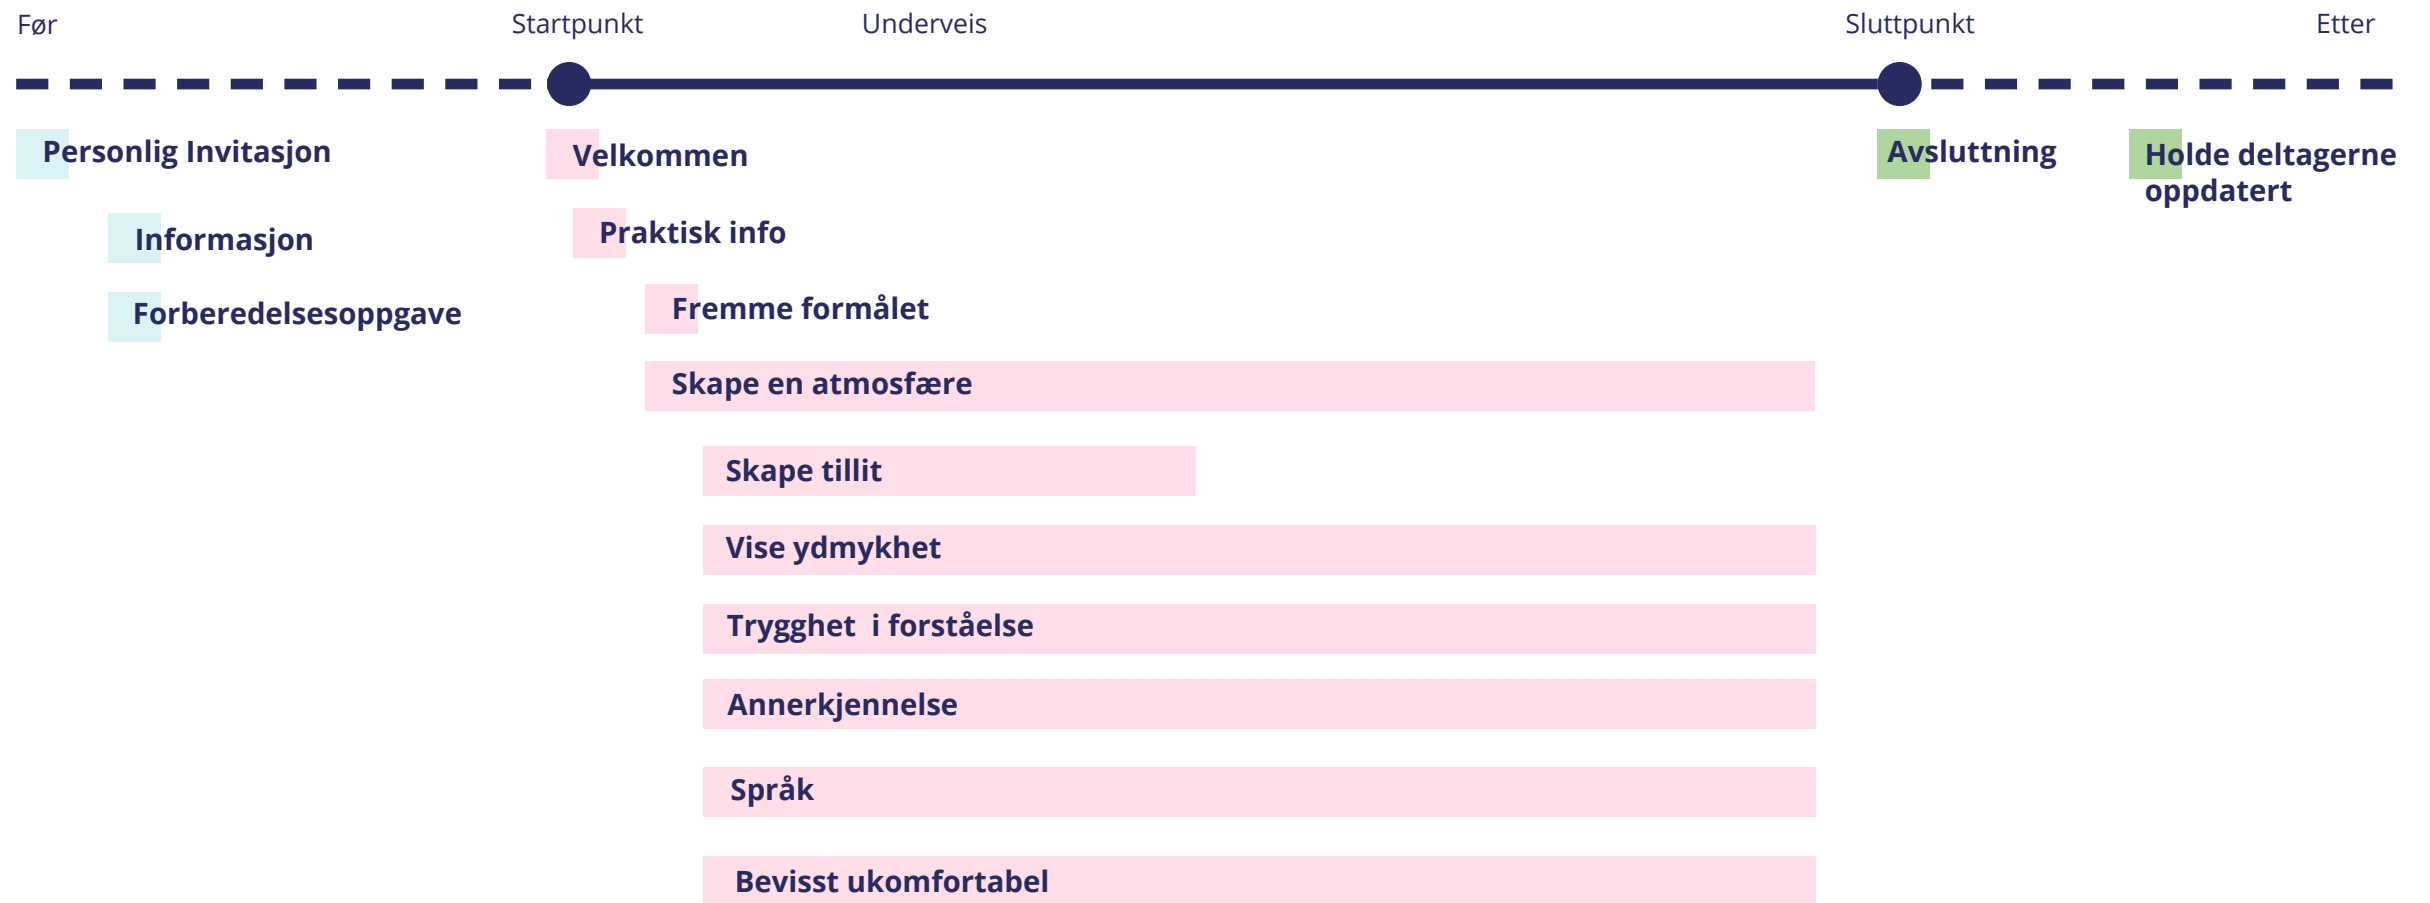 Før
Startpunkt
Underveis
Sluttpunkt
Etter
Personlig Invitasjon
Informasjon
Forberedelsesoppgave
Velkommen
Praktisk info
Fremme formålet
Skape en atmosfære
Skape tillit
Vise ydmykhet
Trygghet  i forståelse
Annerkjennelse
Språk
Bevisst ukomfortabel
Avsluttning
Holde deltagerne
oppdatert